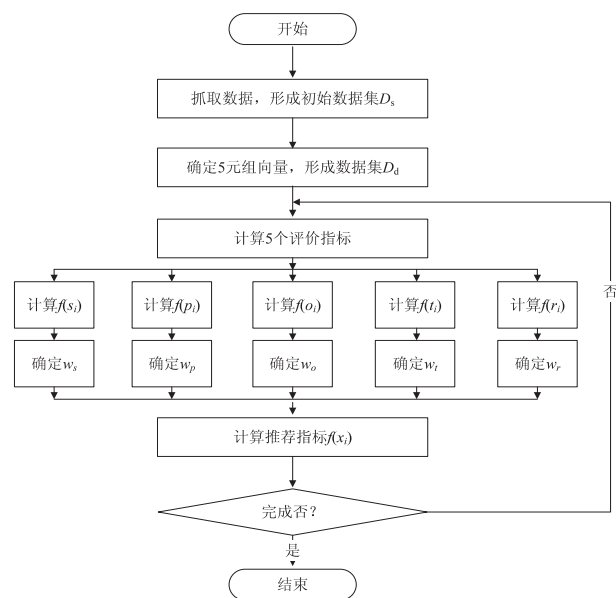 开始
抓取数据，形成初始数据集Ds
确定5元组向量，形成数据集Dd
计算5个评价指标
计算f(si)
计算f(pi)
计算f(oi)
计算f(ti)
计算f(ri)
否
确定ws
确定wp
确定wo
确定wt
确定wr
计算推荐指标f(xi)
完成否？
是
结束